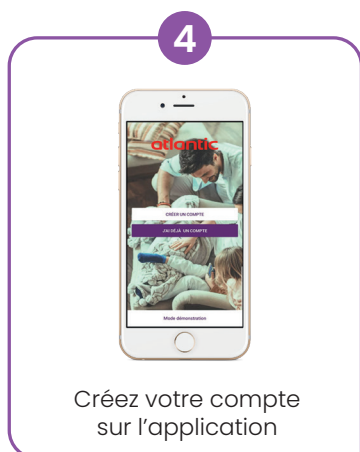 4
atlantic
CRÉER UN COMPTE
J'AI DÉJÀ UN COMPTE
Mode démonstration
Créez votre compte
sur l'application